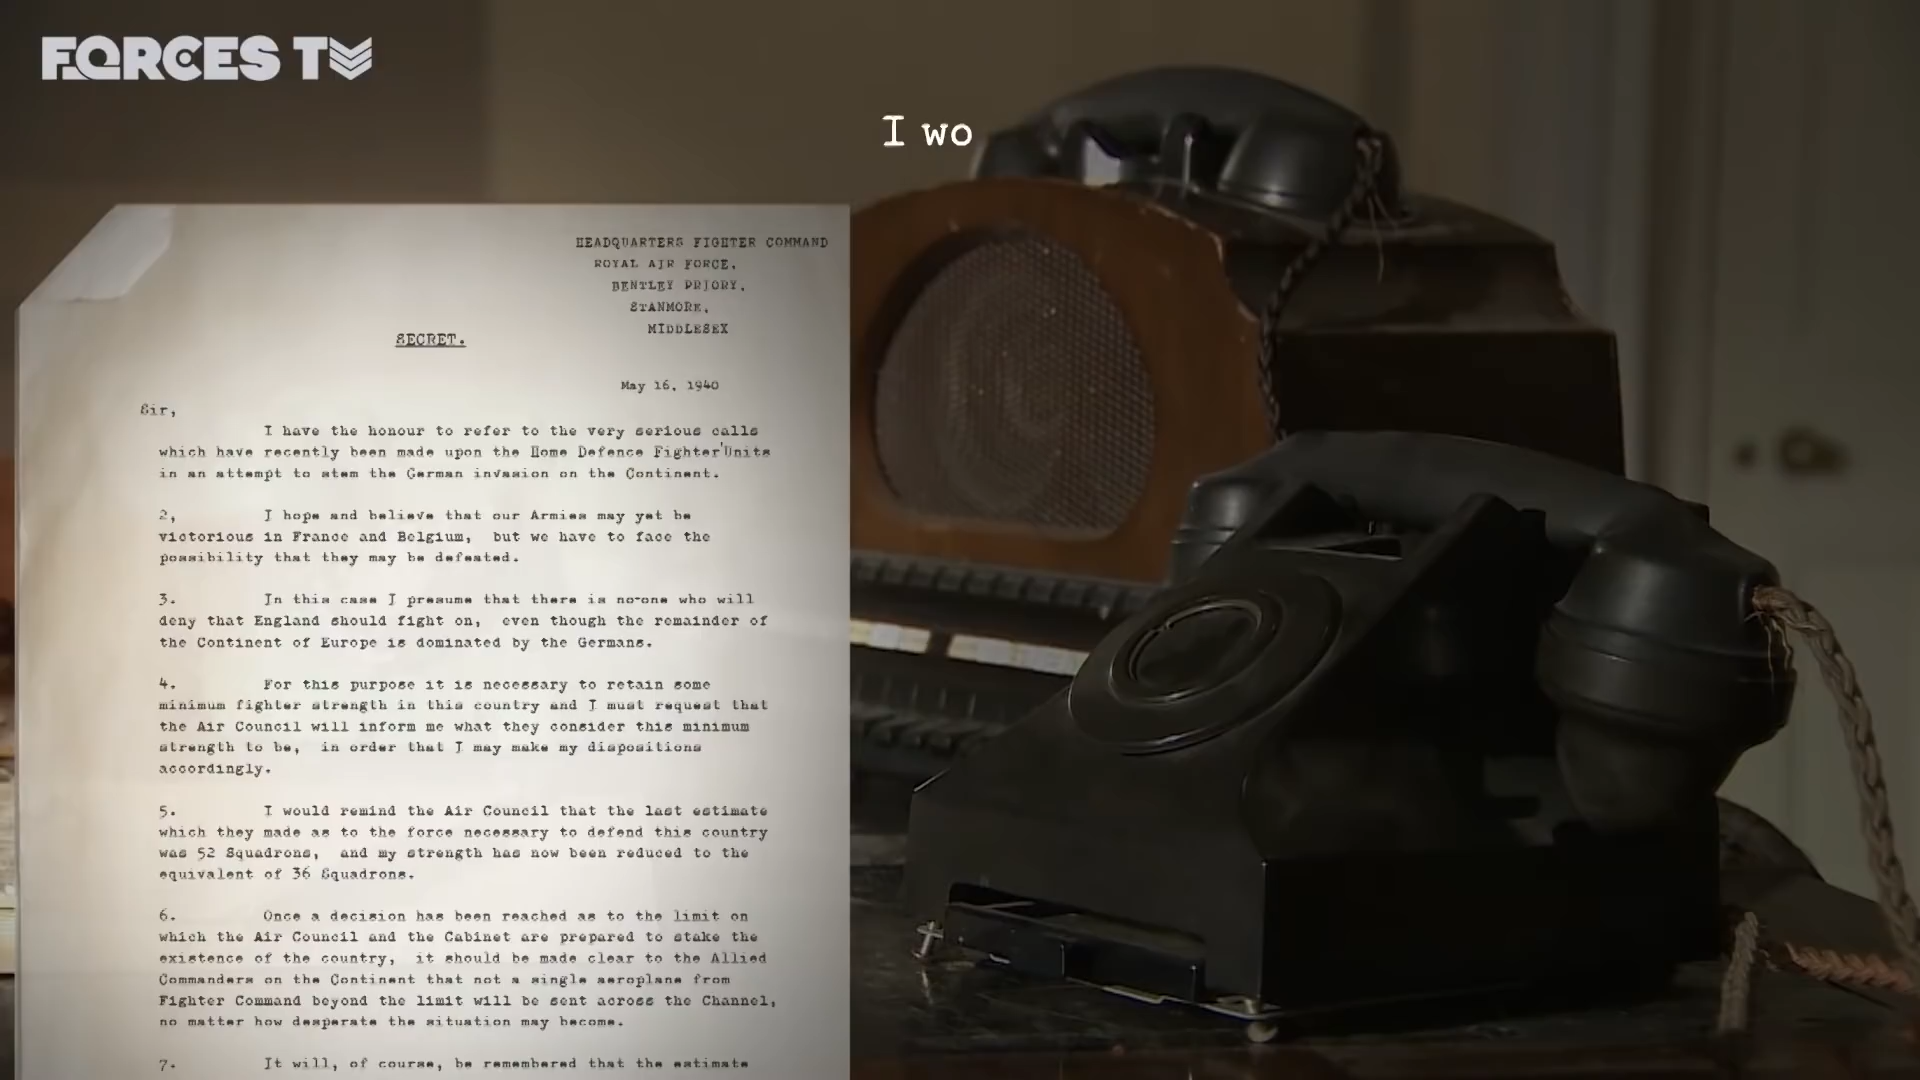 FORCES TV
I wo
HEADQUARTERS FIGHTER COMMAND
ROYAL AIR FORCE,
BENTLEY PRIORY,
STANMORE,
MIDDLESEX
SECRET.
May 16, 1940
Sir,
I have the honour to refer to the very serious calls
which have recently been made upon the Home Defence Fighter Units
in an attempt to stem the German invasion on the Continent.
2, I hope and believe that our Armies may yet be
victorious in France and Belgium, but we have to face the
possibility that they may be defeated.
3. In this case I presume that there is no-one who will
deny that England should fight on, even though the remainder of
the Continent of Europe is dominated by the Germans.
4. For this purpose it is necessary to retain some
minimum fighter strength in this country and I must request that
the Air Council will inform me what they consider this minimum
strength to be, in order that I may make my dispositions
accordingly.
5. I would remind the Air Council that the last estimate
which they made as to the force necessary to defend this country
was 52 Squadrons, and my strength has now been reduced to the
equivalent of 36 Squadrons.
6. Once a decision has been reached as to the limit on
which the Air Council and the Cabinet are prepared to stake the
existence of the country, it should be made clear to the Allied
Commanders on the Continent that not a single aeroplane from
Fighter Command beyond the limit will be sent across the Channel,
no matter how desperate the situation may become.
7. It will, of course, be remembered that the estimate